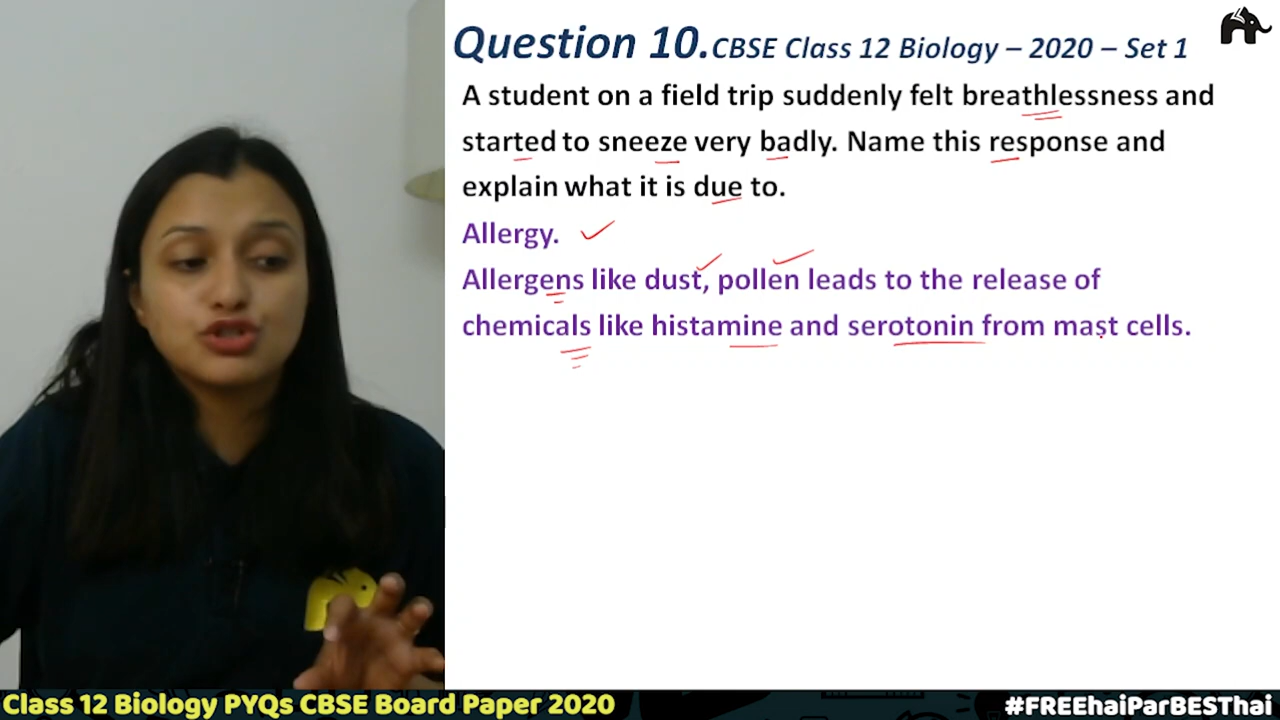 Question 10.CBSE Class 12 Biology – 2020 – Set 1
A student on a field trip suddenly felt breathlessness and
started to sneeze very badly. Name this response and
explain what it is due to.
Allergy.
Allergens like dust, pollen leads to the release of
chemicals like histamine and serotonin from mast cells.
Class 12 Biology PYQs CBSE Board Paper 2020
#FREEhaiParBESThai